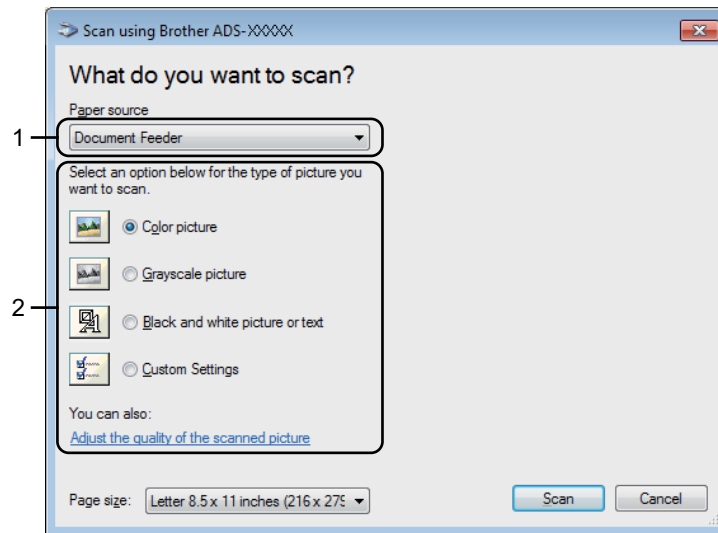 Scan using Brother ADS-XXXXX
What do you want to scan?
Paper source
1
Document Feeder
Select an option below for the type of picture you
want to scan.
Color picture
Grayscale picture
2
Black and white picture or text
Custom Settings
You can also:
Adjust the quality of the scanned picture
Page size: Letter 8.5 x 11 inches (216 x 279 Scan Cancel